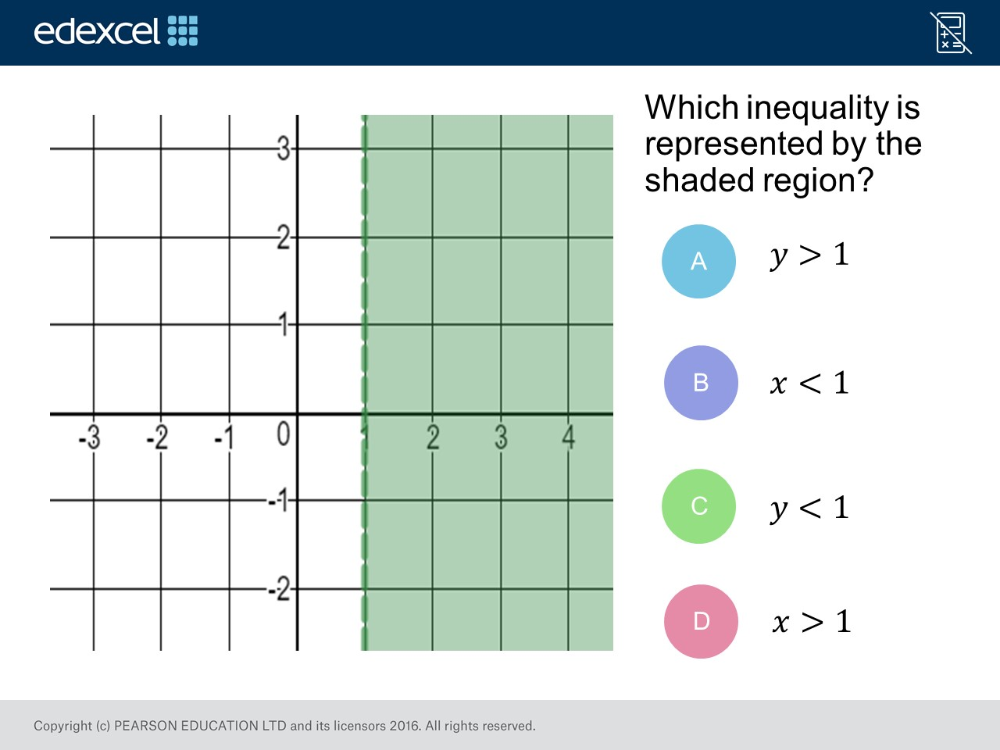 edexcel
Which inequality is
represented by the
shaded region?
3
2
1
-3 -2 -1 0 1 2 3 4
-1
-2
A y > 1
B x < 1
C y < 1
D x > 1
Copyright (c) PEARSON EDUCATION LTD and its licensors 2016. All rights reserved.